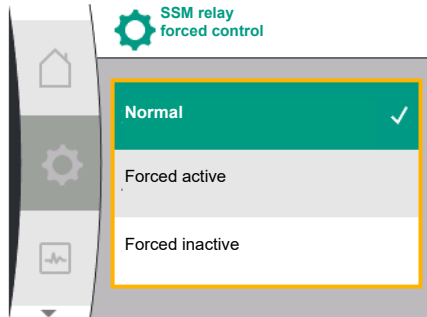 SSM relay
forced control
Normal
Forced active
Forced inactive